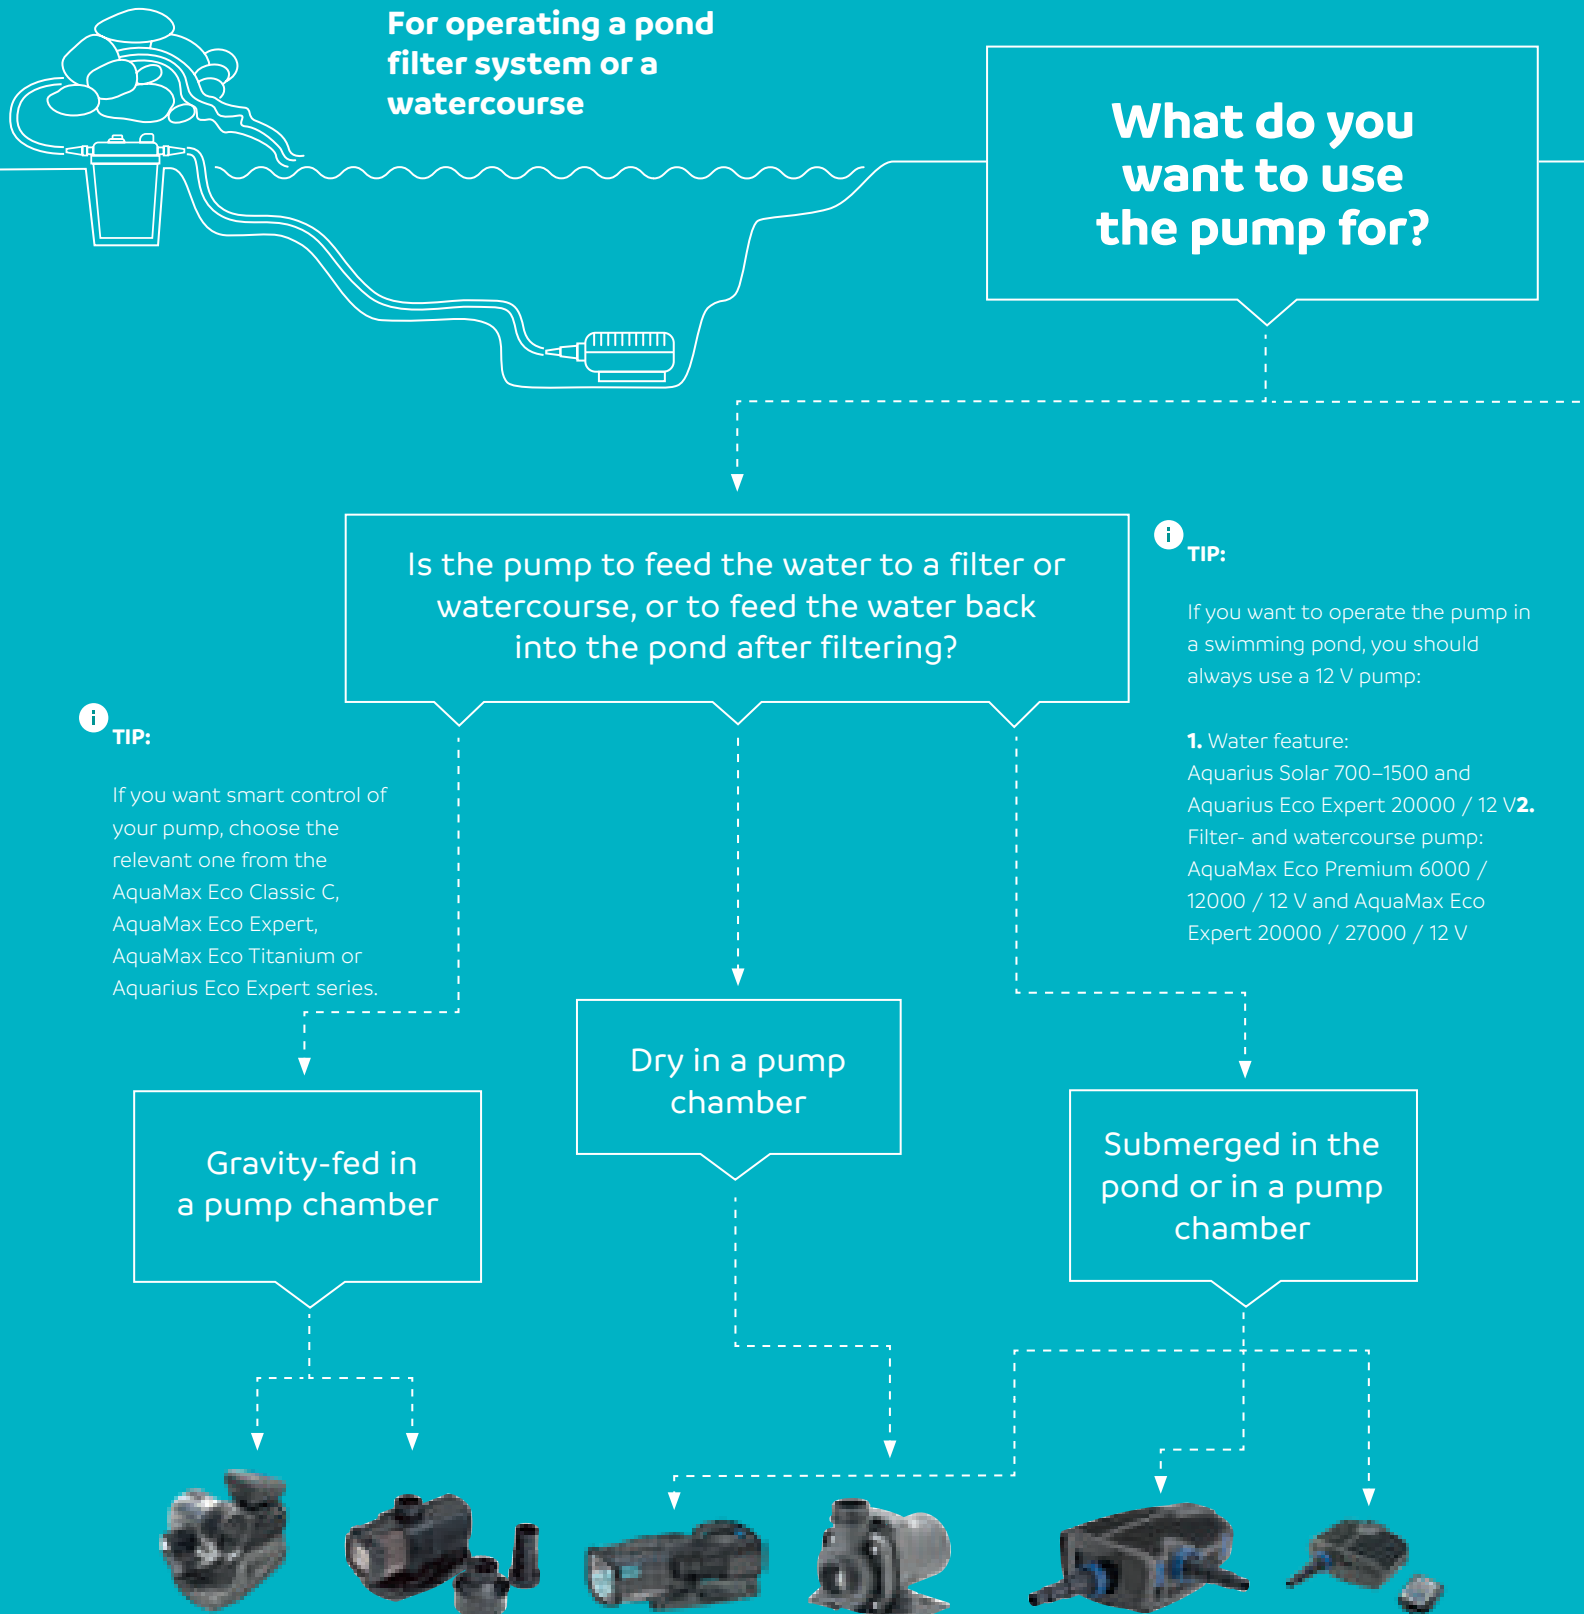 For operating a pond
filter system or a
watercourse
What do you
want to use
the pump for?
Is the pump to feed the water to a filter or
watercourse, or to feed the water back
into the pond after filtering?
TIP:
If you want to operate the pump in
a swimming pond, you should
always use a 12 V pump:
1. Water feature:
Aquarius Solar 700–1500 and
Aquarius Eco Expert 20000 / 12 V2.
Filter- and watercourse pump:
AquaMax Eco Premium 6000 /
12000 / 12 V and AquaMax Eco
Expert 20000 / 27000 / 12 V
TIP:
If you want smart control of
your pump, choose the
relevant one from the
AquaMax Eco Classic C,
AquaMax Eco Expert,
AquaMax Eco Titanium or
Aquarius Eco Expert series.
Gravity-fed in
a pump chamber
Dry in a pump
chamber
Submerged in the
pond or in a pump
chamber